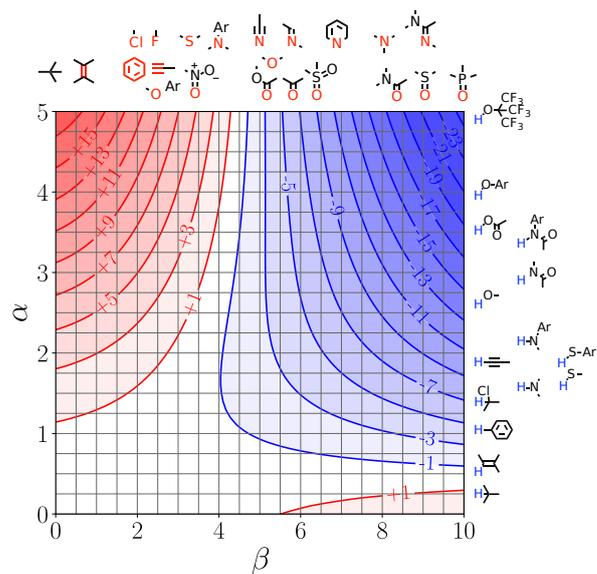 Ar N
Cl F S N N N N N N
O
N⁺ O⁻ O S O N S P
O Ar O O O O O O O
CF₃
H O CF₃
CF₃
H O-Ar
H O O
Ar
H N O
H N O
H O-
Ar
H-N
H S-Ar
H
H S-
Cl
H
H-N
H
H
H
5
4
3
2
1
0
α
+15
+13
+11
+9
+7
+5
+3
+1
-5
-9
-23
-21
-19
-17
-15
-13
-11
-7
-3
-1
+1
0 2 4 6 8 10
β